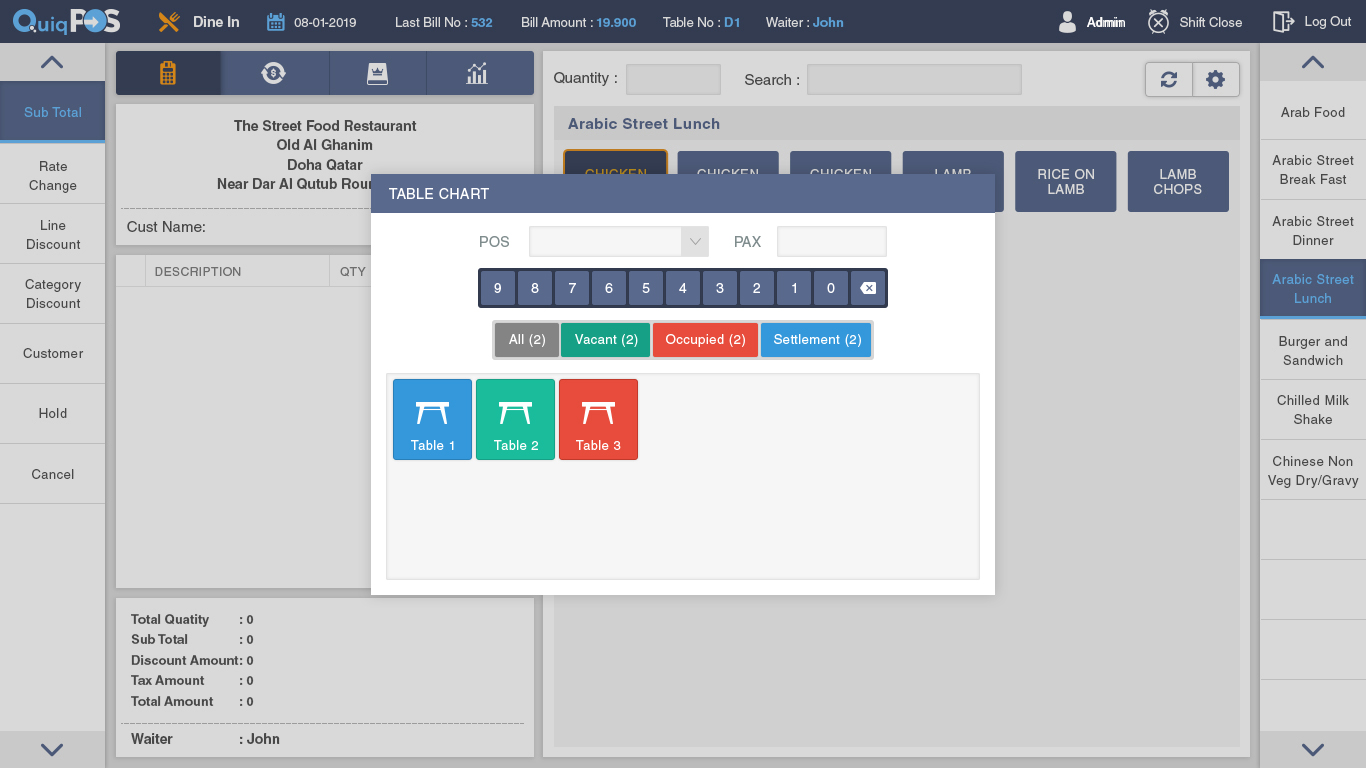 QuiqPOS
Dine In
08-01-2019
Last Bill No : 532
Bill Amount : 19.900
Table No : D1
Waiter : John
Admin
Shift Close
Log Out
Sub Total
Rate
Change
Line
Discount
Category
Discount
Customer
Hold
Cancel
The Street Food Restaurant
Old Al Ghanim
Doha Qatar
Near Dar Al Qutub
Cust Name:
DESCRIPTION
QTY
Total Quatity : 0
Sub Total : 0
Discount Amount: 0
Tax Amount : 0
Total Amount : 0
Waiter : John
Quantity :
Search :
Arabic Street Lunch
CHICKEN
CHICKEN
CHICKEN
LAMB
RICE ON
LAMB
LAMB
CHOPS
TABLE CHART
POS
PAX
9 8 7 6 5 4 3 2 1 0
All (2)
Vacant (2)
Occupied (2)
Settlement (2)
Table 1
Table 2
Table 3
Arab Food
Arabic Street
Break Fast
Arabic Street
Dinner
Arabic Street
Lunch
Burger and
Sandwich
Chilled Milk
Shake
Chinese Non
Veg Dry/Gravy